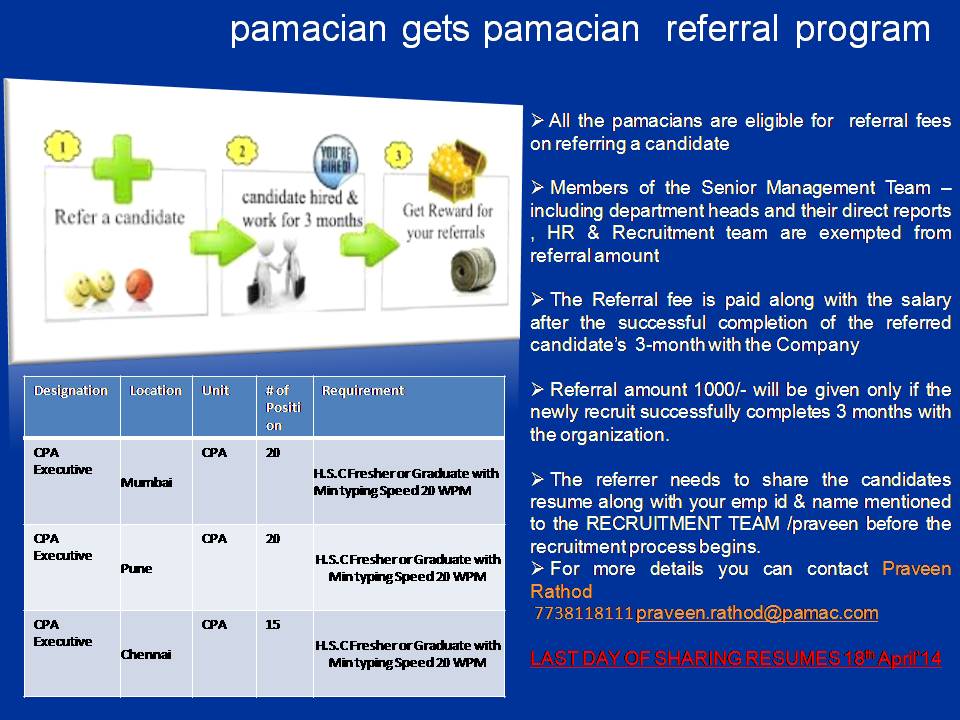 pamacian gets pamacian referral program
1
Refer a candidate
2
YOU'RE
HIRED!
candidate hired &
work for 3 months
3
Get Reward for
your referrals
Designation Location Unit # of Positi on Requirement
CPA Executive Mumbai CPA 20 H.S.C Fresher or Graduate with Min typing Speed 20 WPM
CPA Executive Pune CPA 20 H.S.C Fresher or Graduate with Min typing Speed 20 WPM
CPA Executive Chennai CPA 15 H.S.C Fresher or Graduate with Min typing Speed 20 WPM
➢ All the pamacians are eligible for referral fees
on referring a candidate
➢ Members of the Senior Management Team –
including department heads and their direct reports
, HR & Recruitment team are exempted from
referral amount
➢ The Referral fee is paid along with the salary
after the successful completion of the referred
candidate's 3-month with the Company
➢ Referral amount 1000/- will be given only if the
newly recruit successfully completes 3 months with
the organization.
➢ The referrer needs to share the candidates
resume along with your emp id & name mentioned
to the RECRUITMENT TEAM /praveen before the
recruitment process begins.
➢ For more details you can contact Praveen
Rathod
7738118111 praveen.rathod@pamac.com
LAST DAY OF SHARING RESUMES 18th April'14